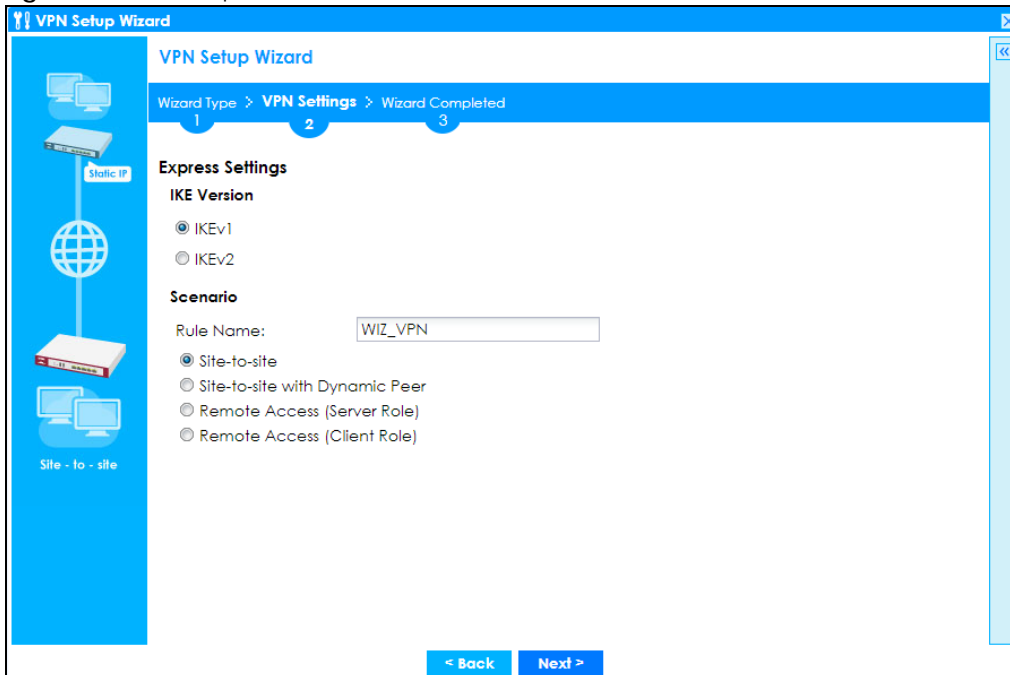 VPN Setup Wizard
VPN Setup Wizard
Wizard Type > VPN Settings > Wizard Completed
1 2 3
Static IP
Express Settings
IKE Version
IKEv1
IKEv2
Scenario
Rule Name: WIZ_VPN
Site-to-site
Site-to-site with Dynamic Peer
Remote Access (Server Role)
Remote Access (Client Role)
Site - to - site
< Back Next >